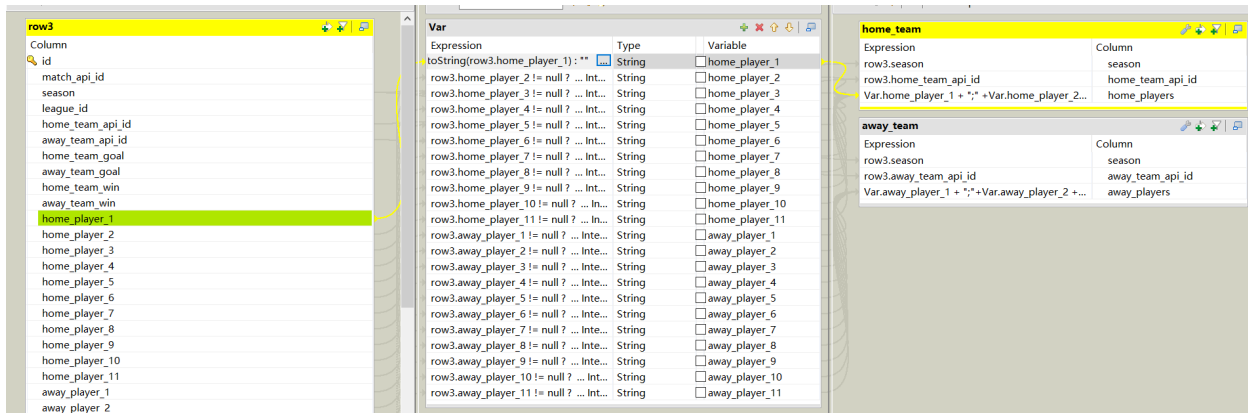 row3
Column
id
match_api_id
season
league_id
home_team_api_id
away_team_api_id
home_team_goal
away_team_goal
home_team_win
away_team_win
home_player_1
home_player_2
home_player_3
home_player_4
home_player_5
home_player_6
home_player_7
home_player_8
home_player_9
home_player_10
home_player_11
away_player_1
away_player_2
Var
Expression Type Variable
toString(row3.home_player_1) : "" ... String home_player_1
row3.home_player_2 != null ? ... Int... String home_player_2
row3.home_player_3 != null ? ... Int... String home_player_3
row3.home_player_4 != null ? ... Int... String home_player_4
row3.home_player_5 != null ? ... Int... String home_player_5
row3.home_player_6 != null ? ... Int... String home_player_6
row3.home_player_7 != null ? ... Int... String home_player_7
row3.home_player_8 != null ? ... Int... String home_player_8
row3.home_player_9 != null ? ... Int... String home_player_9
row3.home_player_10 != null ? ... In... String home_player_10
row3.home_player_11 != null ? ... In... String home_player_11
row3.away_player_1 != null ? ... Inte... String away_player_1
row3.away_player_2 != null ? ... Inte... String away_player_2
row3.away_player_3 != null ? ... Inte... String away_player_3
row3.away_player_4 != null ? ... Inte... String away_player_4
row3.away_player_5 != null ? ... Inte... String away_player_5
row3.away_player_6 != null ? ... Inte... String away_player_6
row3.away_player_7 != null ? ... Inte... String away_player_7
row3.away_player_8 != null ? ... Inte... String away_player_8
row3.away_player_9 != null ? ... Inte... String away_player_9
row3.away_player_10 != null ? ... Int... String away_player_10
row3.away_player_11 != null ? ... Int... String away_player_11
home_team
Expression Column
row3.season season
row3.home_team_api_id home_team_api_id
Var.home_player_1 + ";" +Var.home_player_2... home_players
away_team
Expression Column
row3.season season
row3.away_team_api_id away_team_api_id
Var.away_player_1 + ";"+Var.away_player_2 +... away_players